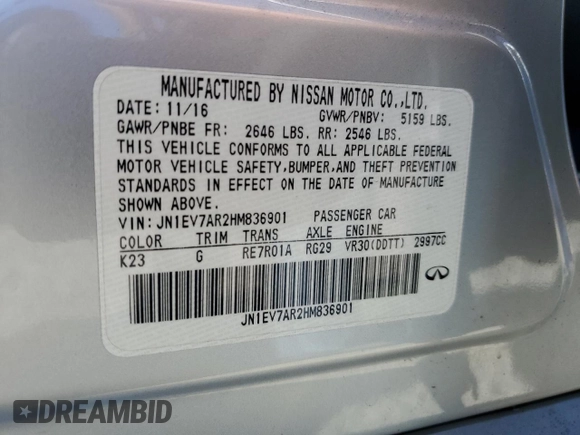 MANUFACTURED BY NISSAN MOTOR CO.,LTD.
DATE: 11/16 GVWR/PNBV: 5159 LBS.
GAWR/PNBE FR: 2646 LBS. RR: 2546 LBS.
THIS VEHICLE CONFORMS TO ALL APPLICABLE FEDERAL
MOTOR VEHICLE SAFETY,BUMPER,AND THEFT PREVENTION
STANDARDS IN EFFECT ON THE DATE OF MANUFACTURE
SHOWN ABOVE.
VIN: JN1EV7AR2HM836901 PASSENGER CAR
COLOR TRIM TRANS AXLE ENGINE
K23 G RE7R01A RG29 VR30(DDTT) 2997CC
JN1EV7AR2HM836901
DREAMBID